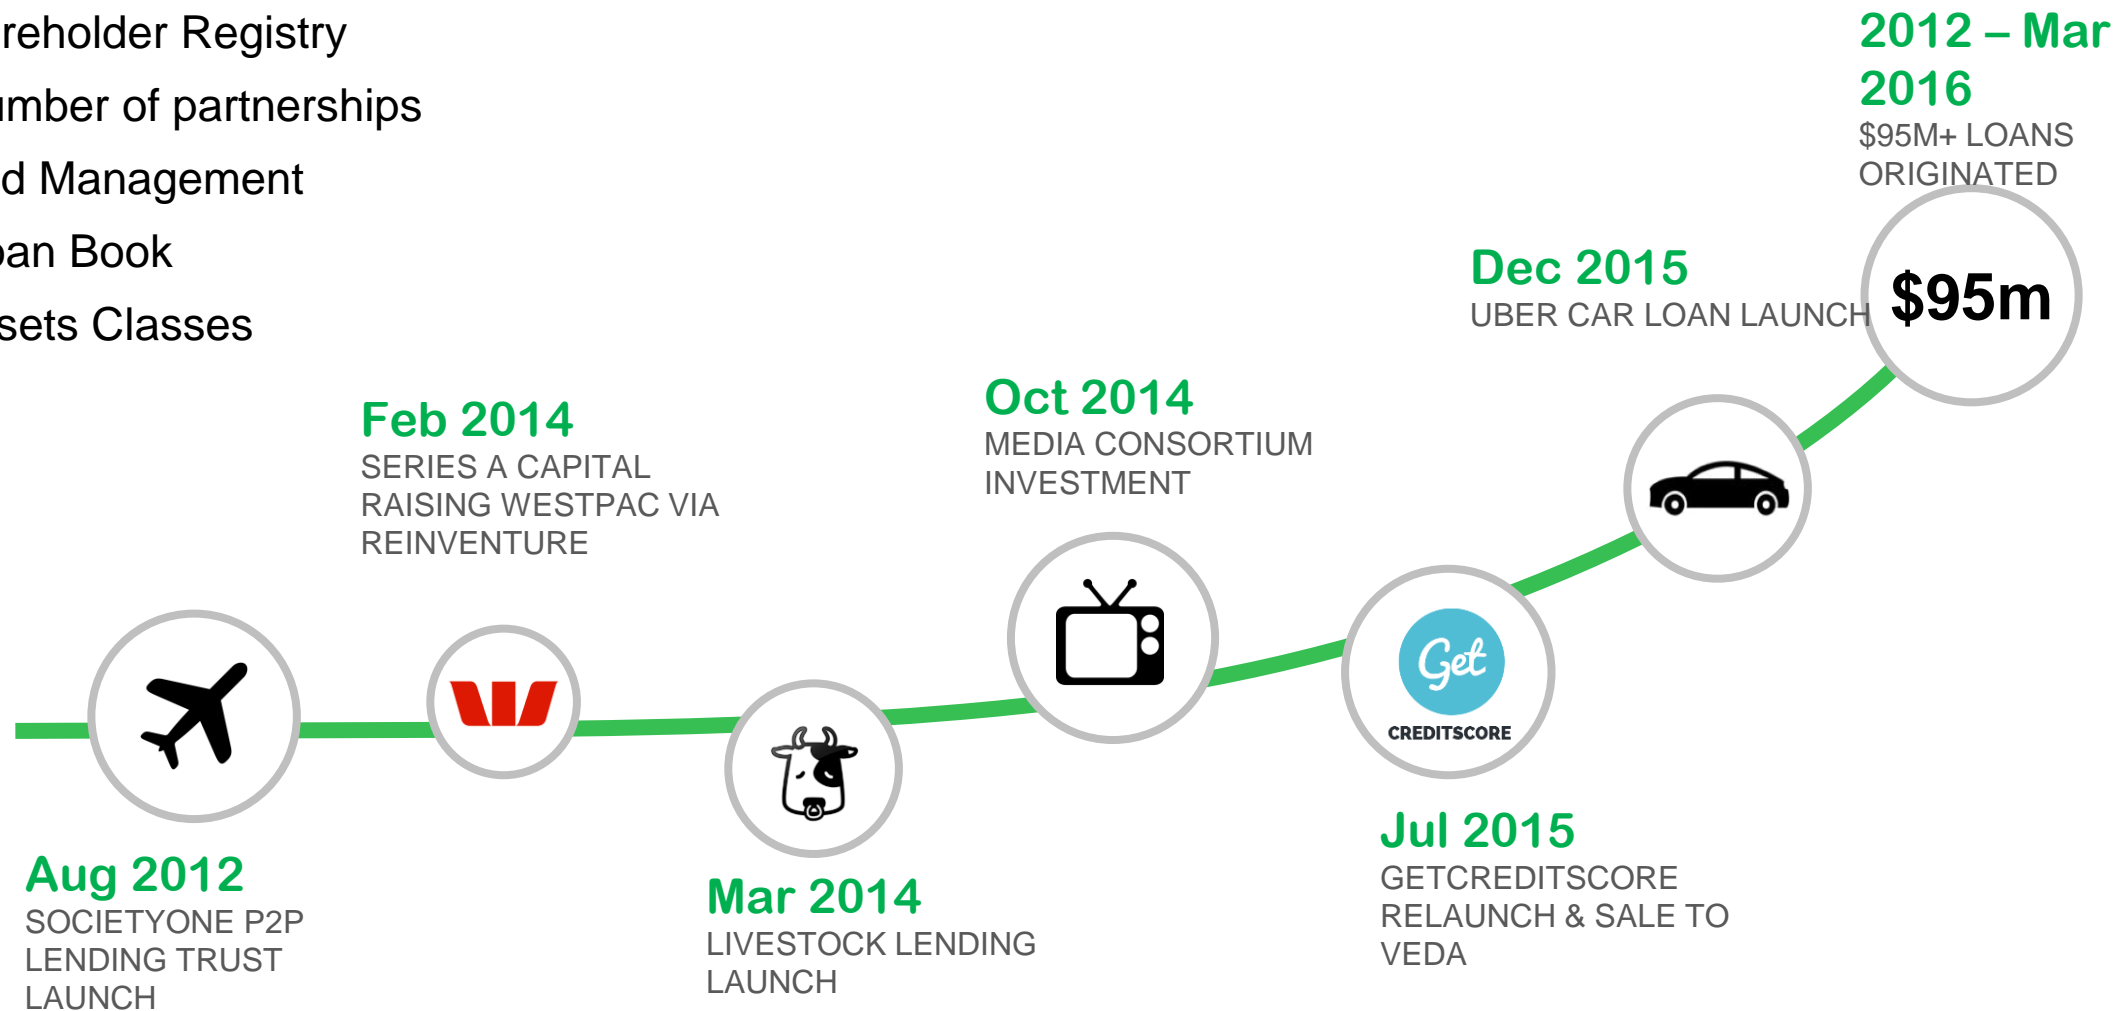 reholder Registry
umber of partnerships
d Management
oan Book
sets Classes
2012 – Mar
2016
$95M+ LOANS
ORIGINATED
$95m
Dec 2015
UBER CAR LOAN LAUNCH
Oct 2014
MEDIA CONSORTIUM
INVESTMENT
Feb 2014
SERIES A CAPITAL
RAISING WESTPAC VIA
REINVENTURE
Get
CREDITSCORE
Aug 2012
SOCIETYONE P2P
LENDING TRUST
LAUNCH
Mar 2014
LIVESTOCK LENDING
LAUNCH
Jul 2015
GETCREDITSCORE
RELAUNCH & SALE TO
VEDA